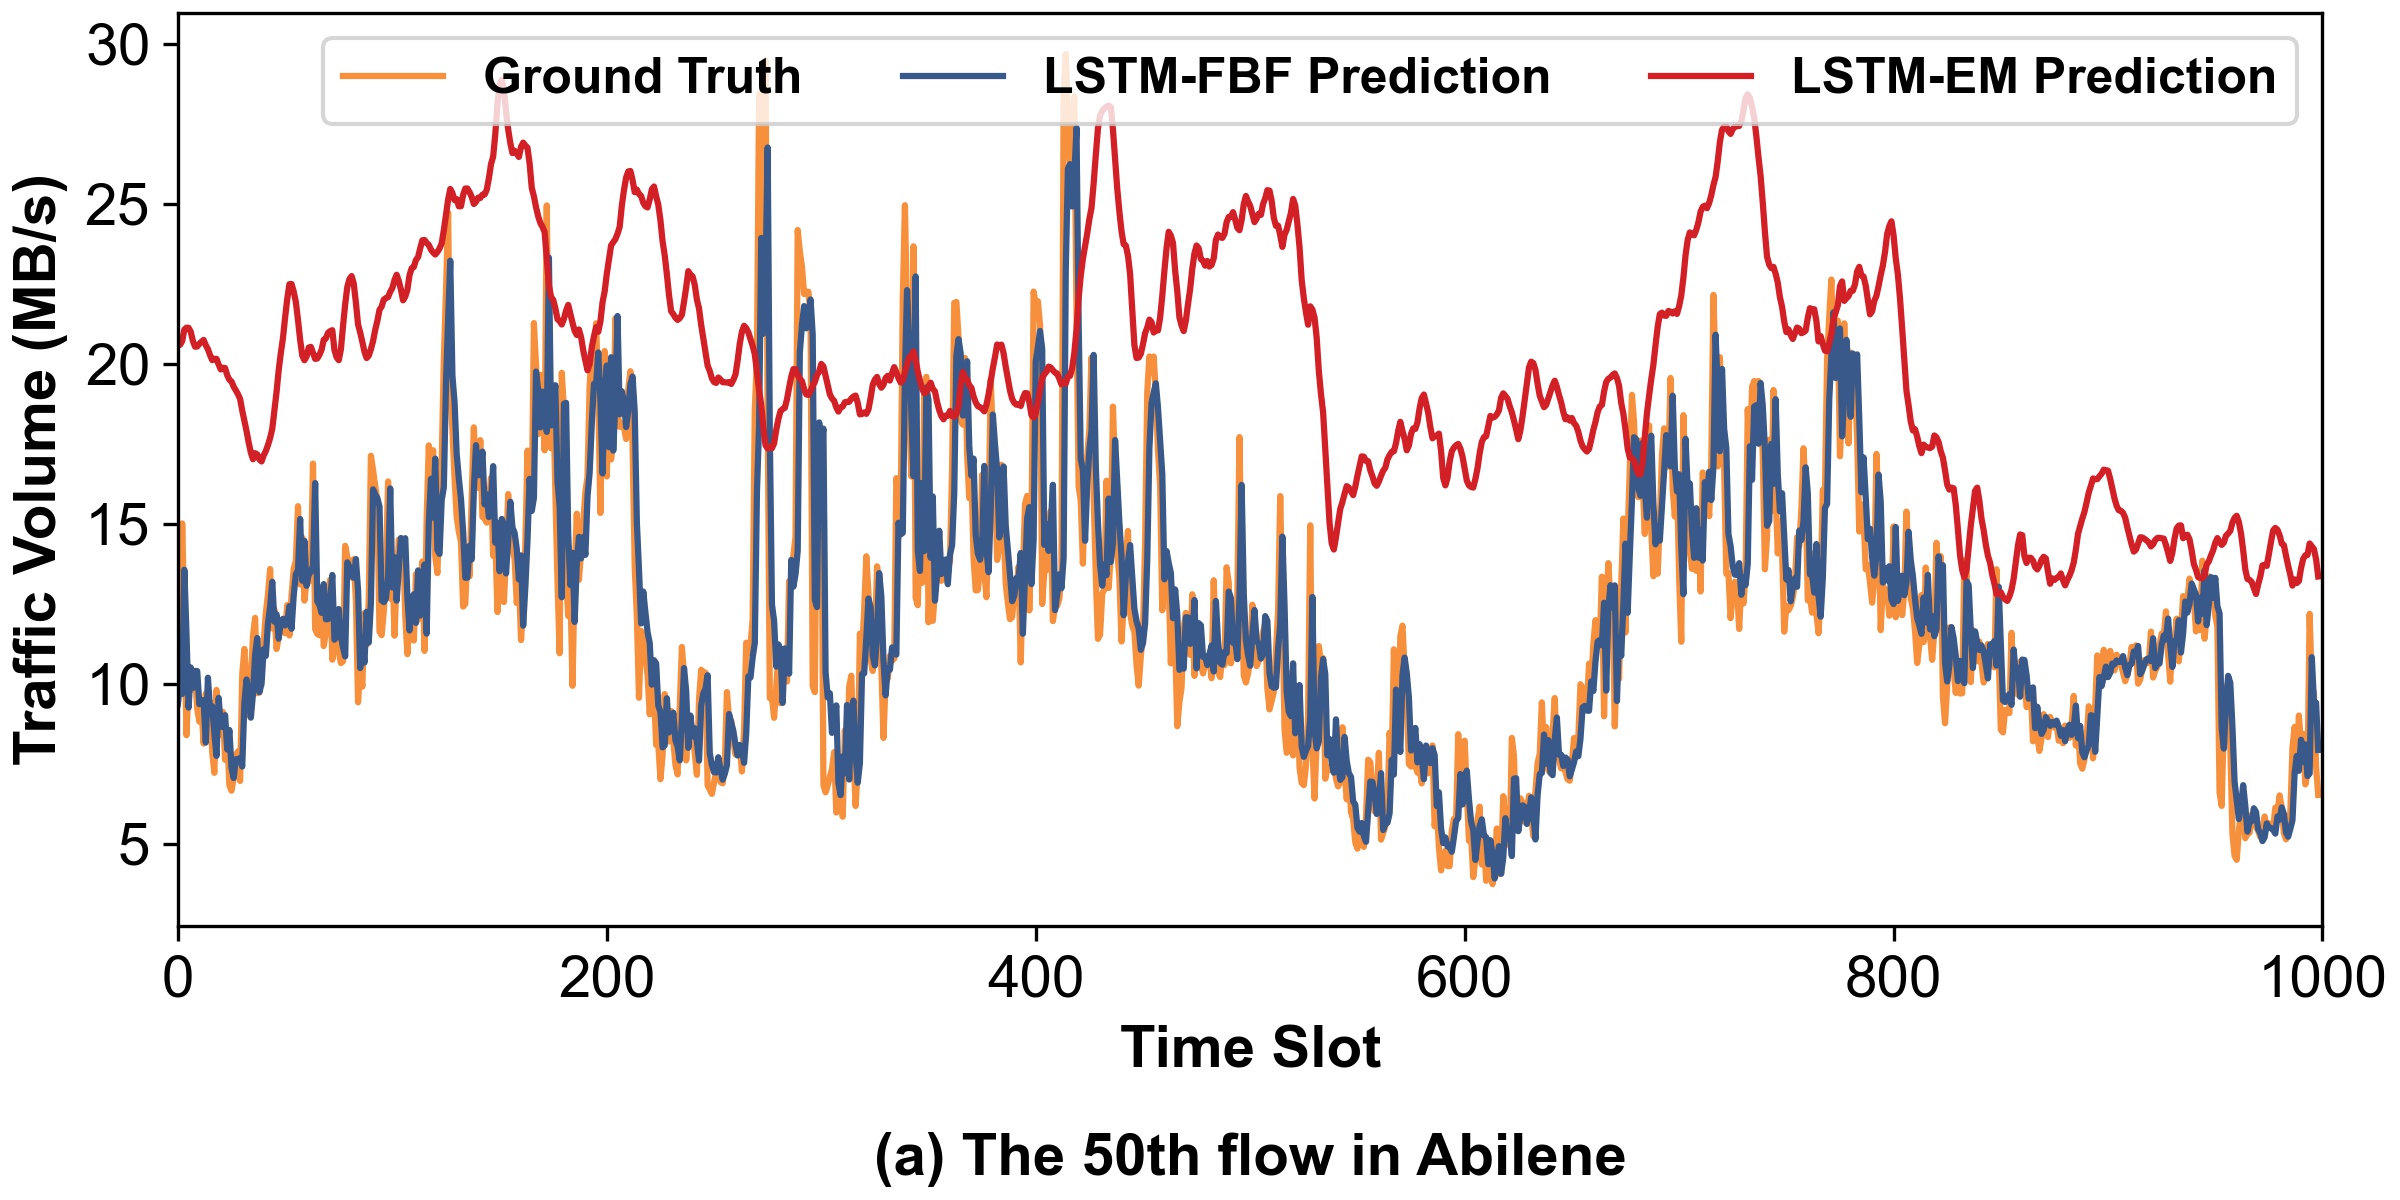 Ground Truth LSTM-FBF Prediction LSTM-EM Prediction
Traffic Volume (MB/s)
30
25
20
15
10
5
0 200 400 600 800 1000
Time Slot
(a) The 50th flow in Abilene